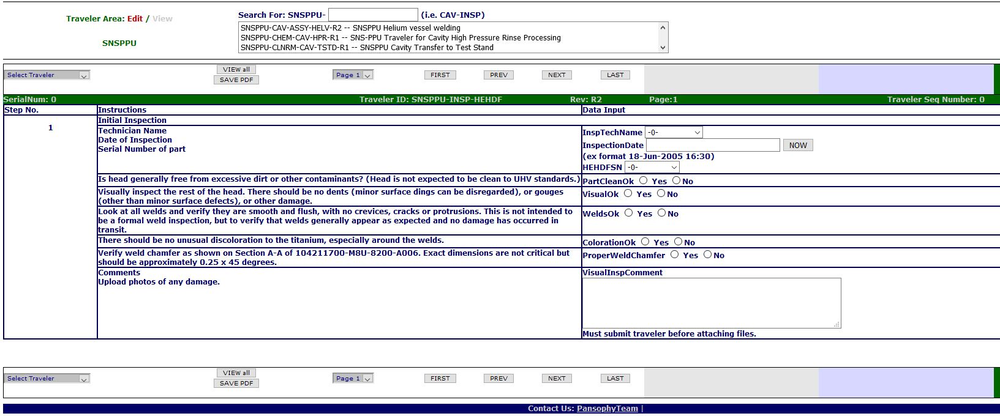 Traveler Area: Edit / View
SNSPPU
Search For: SNSPPU- (i.e. CAV-INSP)
SNSPPU-CAV-ASSY-HELV-R2 -- SNSPPU Helium vessel welding
SNSPPU-CHEM-CAV-HPR-R1 -- SNS-PPU Traveler for Cavity High Pressure Rinse Processing
SNSPPU-CLNRM-CAV-TSTD-R1 -- SNSPPU Cavity Transfer to Test Stand
Select Traveler
VIEW all
SAVE PDF
Page 1
FIRST
PREV
NEXT
LAST
SerialNum: 0 Traveler ID: SNSPPU-INSP-HEHDF Rev: R2 Page:1 Traveler Seq Number: 0
Step No. Instructions Data Input
1
Initial Inspection
Technician Name
Date of Inspection
Serial Number of part
InspTechName -0-
InspectionDate NOW
(ex format 18-Jun-2005 16:30)
HEHDFSN -0-
Is head generally free from excessive dirt or other contaminants? (Head is not expected to be clean to UHV standards.)
PartCleanOk Yes No
Visually inspect the rest of the head. There should be no dents (minor surface dings can be disregarded), or gouges
(other than minor surface defects), or other damage.
VisualOk Yes No
Look at all welds and verify they are smooth and flush, with no crevices, cracks or protrusions. This is not intended to
be a formal weld inspection, but to verify that welds generally appear as expected and no damage has occurred in
transit.
WeldsOk Yes No
There should be no unusual discoloration to the titanium, especially around the welds.
ColorationOk Yes No
Verify weld chamfer as shown on Section A-A of 104211700-M8U-8200-A006. Exact dimensions are not critical but
should be approximately 0.25 x 45 degrees.
ProperWeldChamfer Yes No
Comments
Upload photos of any damage.
VisualInspComment
Must submit traveler before attaching files.
Select Traveler
VIEW all
SAVE PDF
Page 1
FIRST
PREV
NEXT
LAST
Contact Us: PansophyTeam |